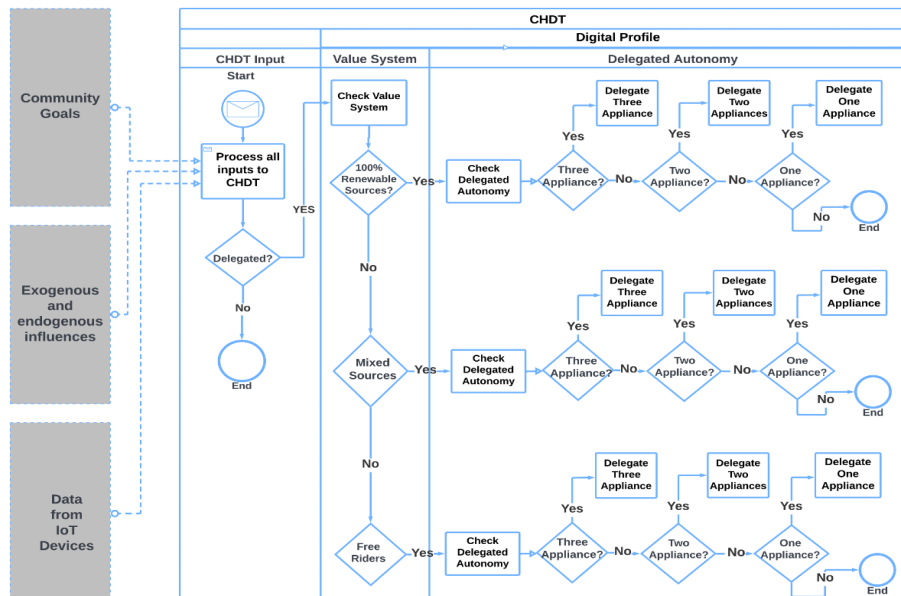 CHDT
Digital Profile
CHDT Input
Value System
Delegated Autonomy
Community
Goals
Exogenous
and
endogenous
influences
Data
from
IoT
Devices
Start
Process all
inputs to
CHDT
Delegated?
YES
No
End
Check Value
System
100%
Renewable
Sources?
Yes
No
Mixed
Sources
Yes
No
Free
Riders
Yes
Check
Delegated
Autonomy
Three
Appliance?
Yes
Delegate
Three
Appliance
No
Two
Appliance?
Yes
Delegate
Two
Appliances
No
One
Appliance?
Yes
Delegate
One
Appliance
No
End
Check
Delegated
Autonomy
Three
Appliance?
Yes
Delegate
Three
Appliance
No
Two
Appliance?
Yes
Delegate
Two
Appliances
No
One
Appliance?
Yes
Delegate
One
Appliance
No
End
Check
Delegated
Autonomy
Three
Appliance?
Yes
Delegate
Three
Appliance
No
Two
Appliance?
Yes
Delegate
Two
Appliances
No
One
Appliance?
Yes
Delegate
One
Appliance
No
End